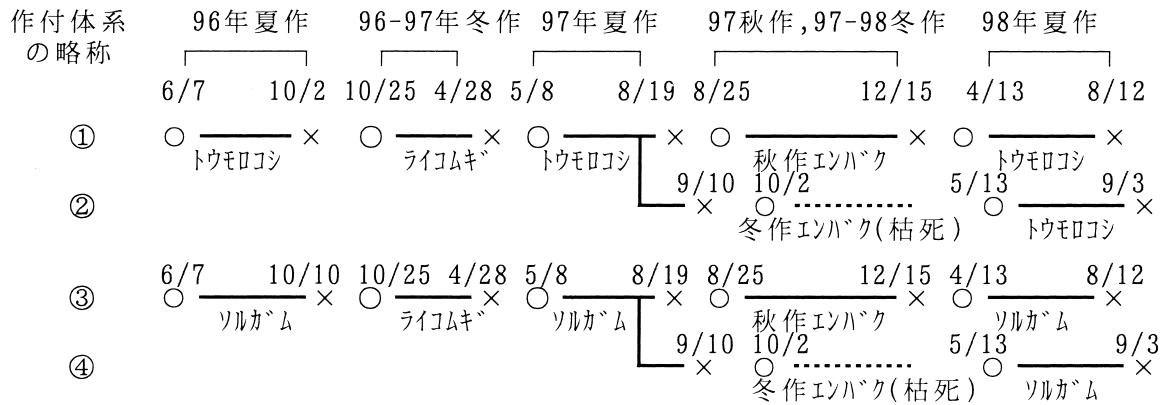 作付体系 96年夏作 96-97年冬作 97年夏作 97秋作,97-98冬作 98年夏作
の略称
6/7 10/2 10/25 4/28 5/8 8/19 8/25 12/15 4/13 8/12
① ○ × ○ × ○ × ○ × ○ ×
トウモロコシ ライコムギ トウモロコシ 秋作エンバク トウモロコシ
9/10 10/2 5/13 9/3
② × ○ ○ ×
冬作エンバク(枯死) トウモロコシ
6/7 10/10 10/25 4/28 5/8 8/19 8/25 12/15 4/13 8/12
③ ○ × ○ × ○ × ○ × ○ ×
ソルガム ライコムギ ソルガム 秋作エンバク ソルガム
9/10 10/2 5/13 9/3
④ × ○ ○ ×
冬作エンバク(枯死) ソルガム